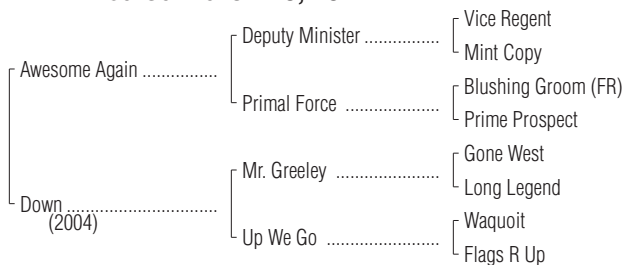 Vice Regent
Deputy Minister ..................
Mint Copy
Awesome Again ................
Blushing Groom (FR)
Primal Force ......................
Prime Prospect
Gone West
Mr. Greeley ........................
Long Legend
Down ................................
(2004)
Waquoit
Up We Go ..........................
Flags R Up